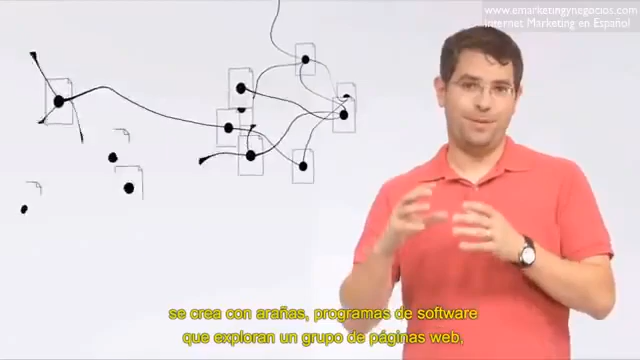 www.emarketingynegocios.com
Internet Marketing en Español
se crea con arañas, programas de software
que exploran un grupo de páginas web,